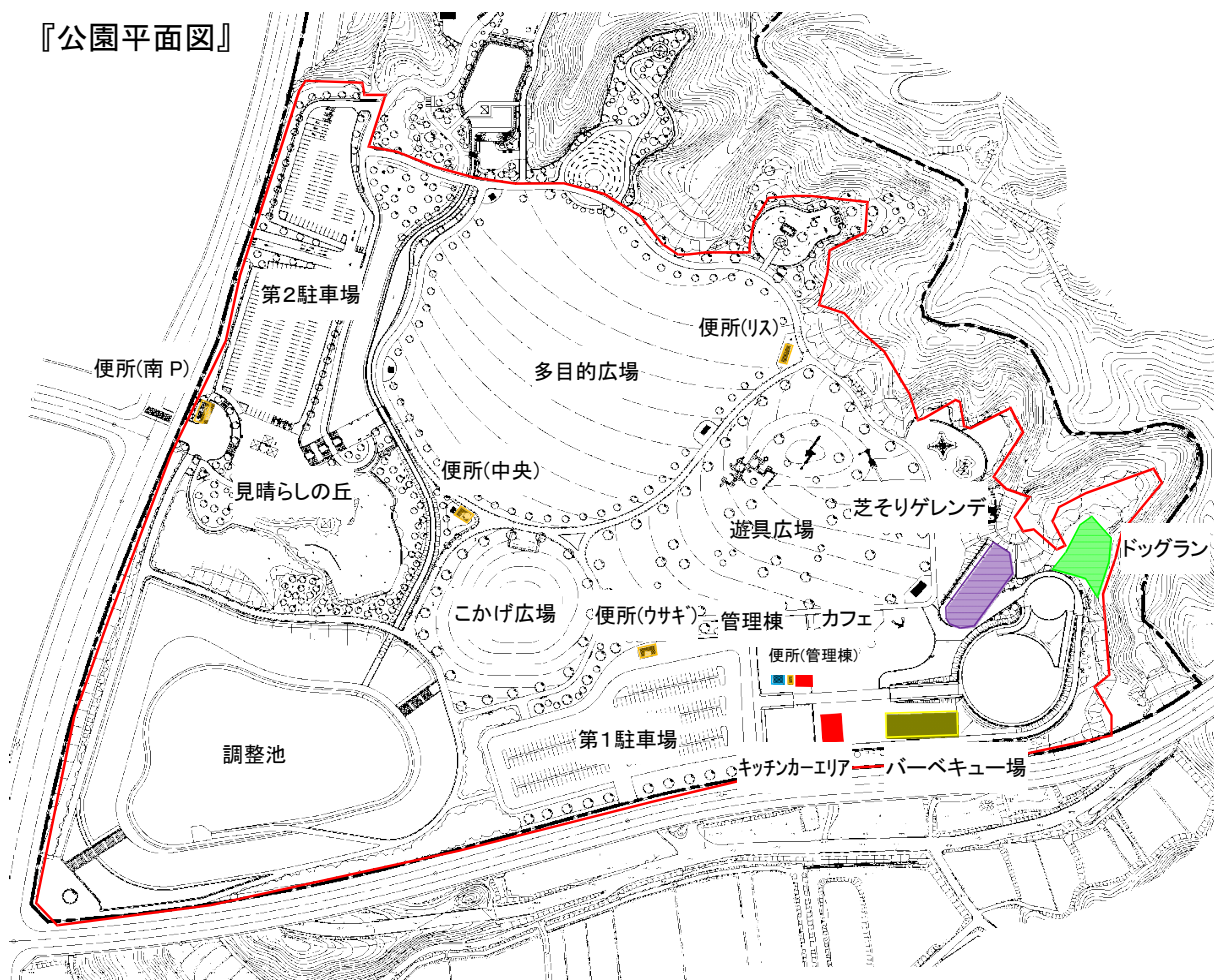 『公園平面図』
第２駐車場
便所(リス)
便所(南Ｐ)
多目的広場
便所(中央)
見晴らしの丘
芝そりゲレンデ
遊具広場
ドッグラン
こかげ広場
便所(ウサギ)
管理棟
カフェ
便所(管理棟)
第１駐車場
調整池
キッチンカーエリア
バーベキュー場